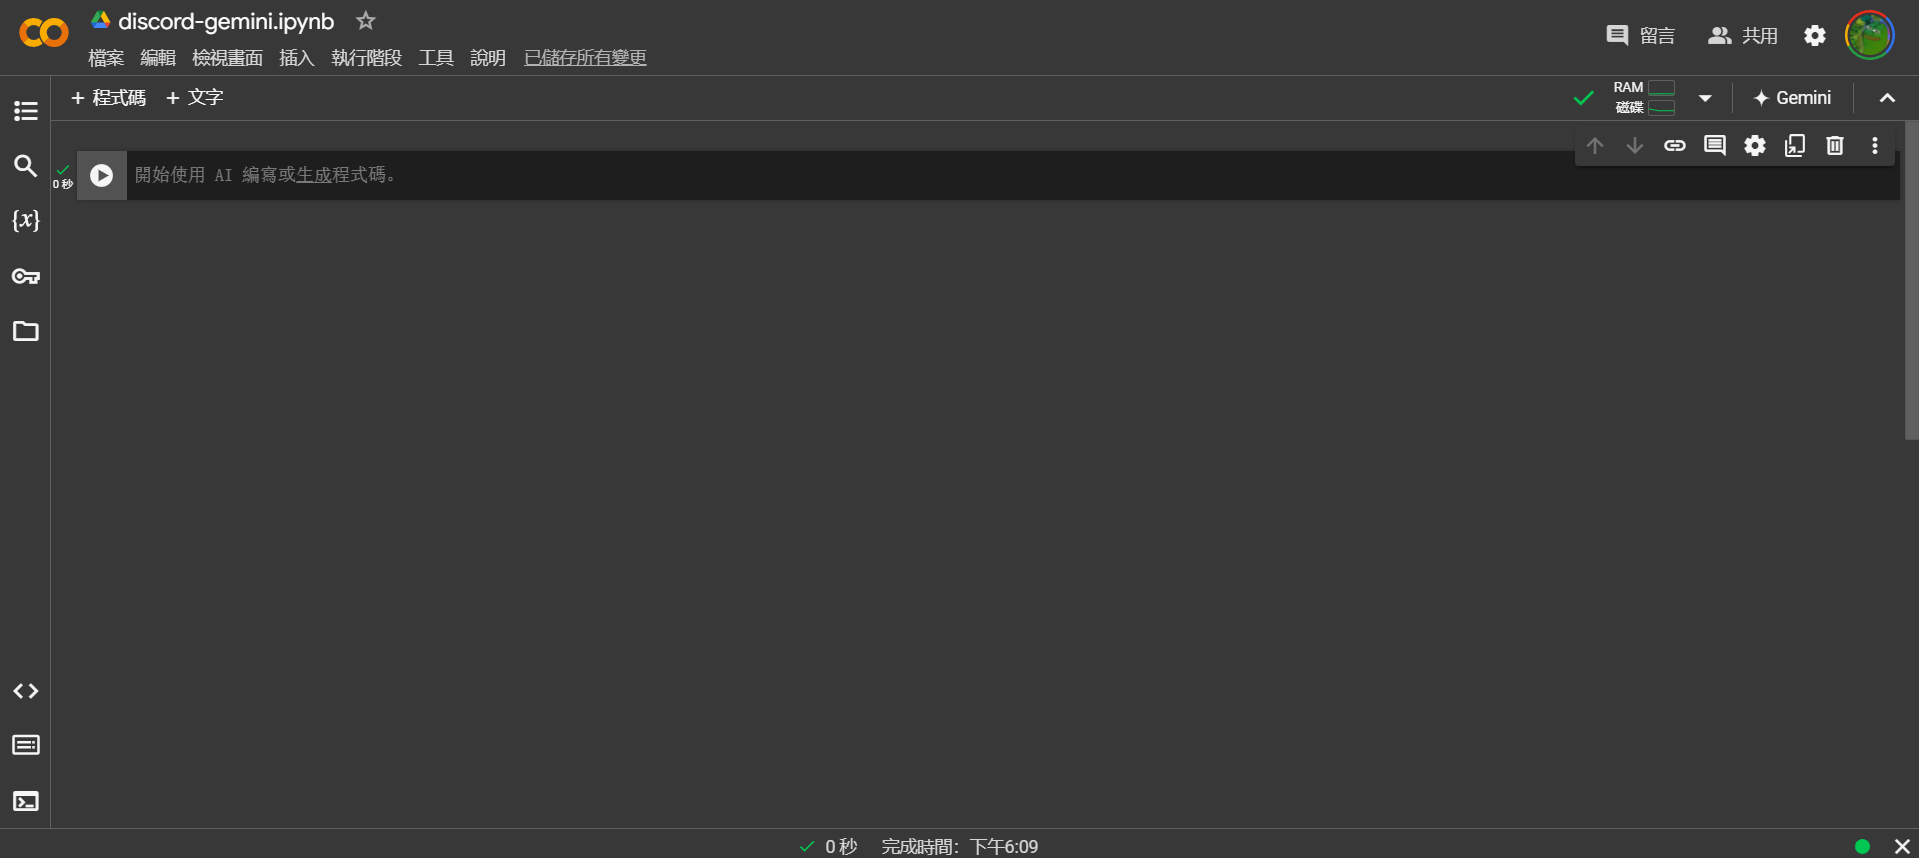 discord-gemini.ipynb
檔案 編輯 檢視畫面 插入 執行階段 工具 說明 已儲存所有變更
留言 共用
+ 程式碼 + 文字
RAM
磁碟
Gemini
{x}
0 秒
開始使用 AI 編寫或生成程式碼。
0 秒 完成時間：下午6:09